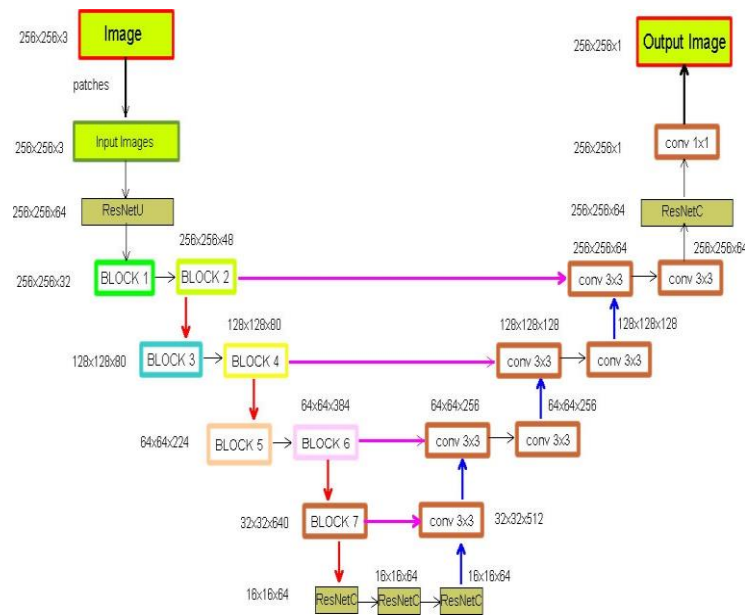 256x256x3
Image
patches
256x256x3
Input Images
256x256x64
ResNetU
256x256x48
256x256x32
BLOCK 1
BLOCK 2
128x128x80
128x128x80
BLOCK 3
BLOCK 4
64x64x384
64x64x224
BLOCK 5
BLOCK 6
32x32x640
BLOCK 7
16x16x64
ResNetC
16x16x64
ResNetC
16x16x64
ResNetC
conv 3x3
32x32x512
64x64x256
64x64x256
conv 3x3
conv 3x3
128x128x128
128x128x128
conv 3x3
conv 3x3
256x256x64
256x256x64
conv 3x3
conv 3x3
256x256x64
ResNetC
256x256x1
conv 1x1
256x256x1
Output Image